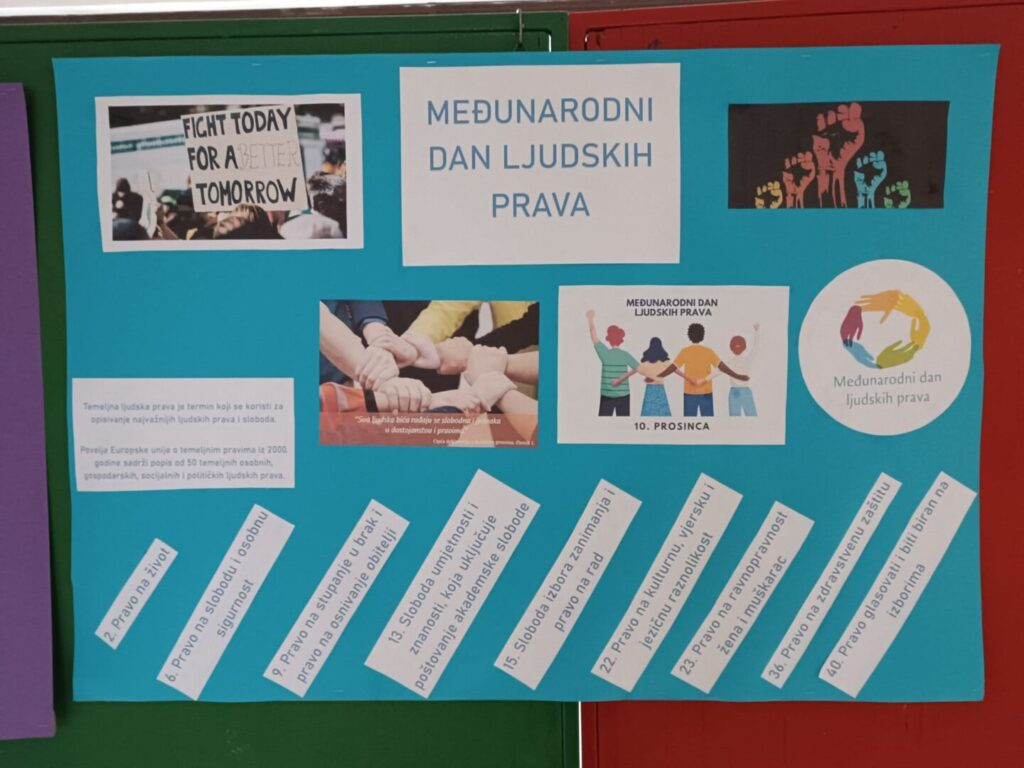 MEĐUNARODNI
DAN LJUDSKIH
PRAVA
FIGHT TODAY
FOR A BETTER
TOMORROW
"Sva ljudska bića rađaju se slobodna i jednaka
u dostojanstvu i pravima."
MEĐUNARODNI DAN
LJUDSKIH PRAVA
10. PROSINCA
Međunarodni dan
ljudskih prava
Temeljna ljudska prava je termin koji se koristi za
opisivanje najvažnijih ljudskih prava i sloboda.
Povelja Europske unije o temeljnim pravima iz 2000.
godine sadrži popis od 50 temeljnih osobnih,
gospodarskih, socijalnih i političkih ljudskih prava.
2. Pravo na život
6. Pravo na slobodu i osobnu
sigurnost
9. Pravo na stupanje u brak i
pravo na osnivanje obitelji
13. Sloboda umjetnosti i
znanosti, koja uključuje
poštovanje akademske slobode
15. Sloboda izbora zanimanja i
pravo na rad
22. Pravo na kulturnu, vjersku i
jezičnu raznolikost
23. Pravo na ravnopravnost
žena i muškarac
36. Pravo na zdravstvenu zaštitu
40. Pravo glasovati i biti biran na
izborima